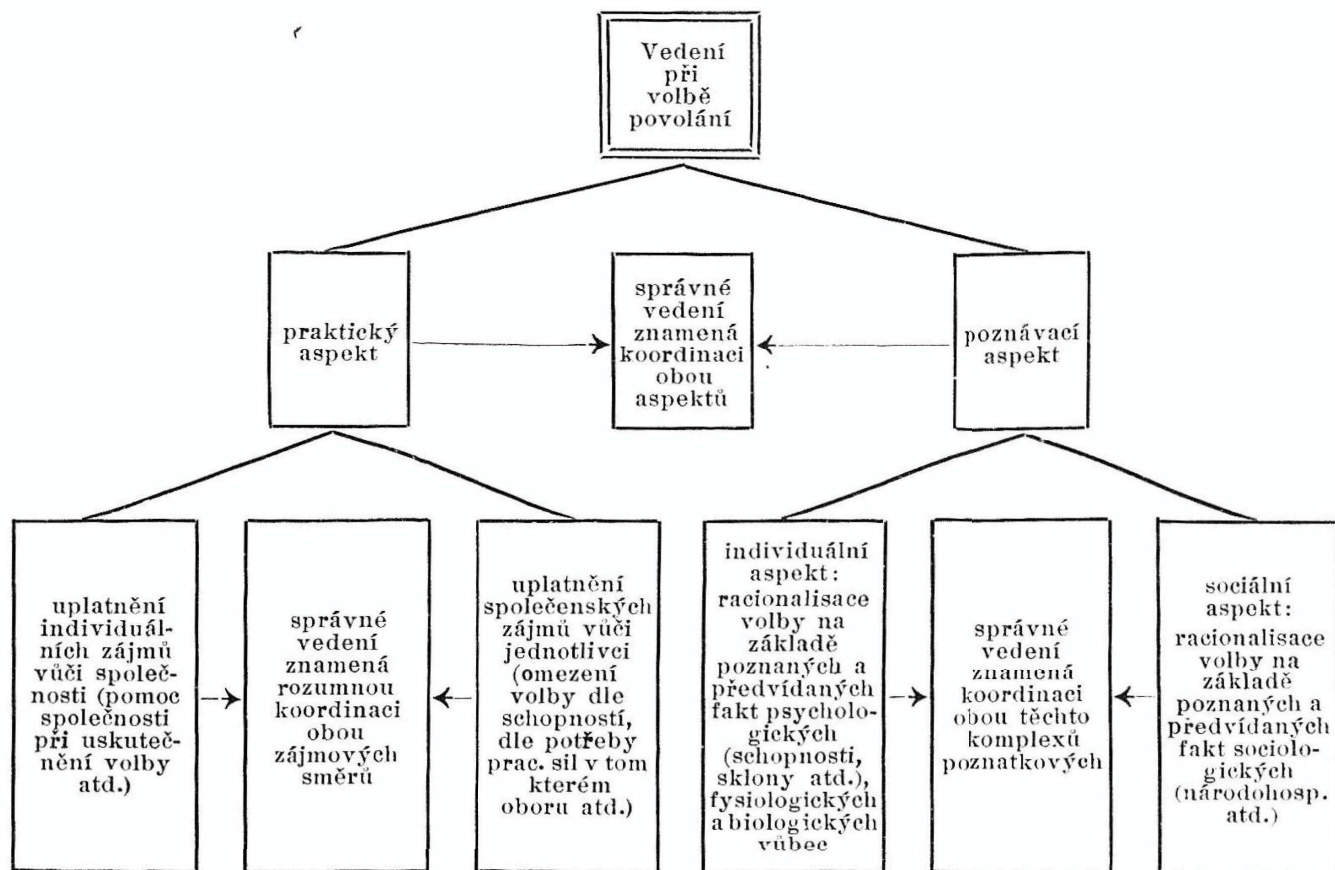 Vedení
při
volbě
povolání
praktický
aspekt
správné
vedení
znamená
koordinaci
obou
aspektů
poznávací
aspekt
uplatnění
individuál-
ních zájmů
vůči společ-
nosti (pomoc
společnosti
při uskuteč-
nění volby
atd.)
správné
vedení
znamená
rozumnou
koordinaci
obou
zájmových
směrů
uplatnění
společenských
zájmů vůči
jednotlivci
(omezení
volby dle
schopností,
dle potřeby
prac. sil v tom
kterém
oboru atd.)
individuální
aspekt:
racionalisace
volby na
základě
poznaných a
předvídaných
fakt psycholo-
gických
(schopnosti,
sklony atd.),
fysiologických
a biologických
vůbec
správné
vedení
znamená
koordinaci
obou těchto
komplexů
poznatkových
sociální
aspekt:
racionalisace
volby na
základě
poznaných a
předvídaných
fakt sociolo-
gických
(národohosp.
atd.)